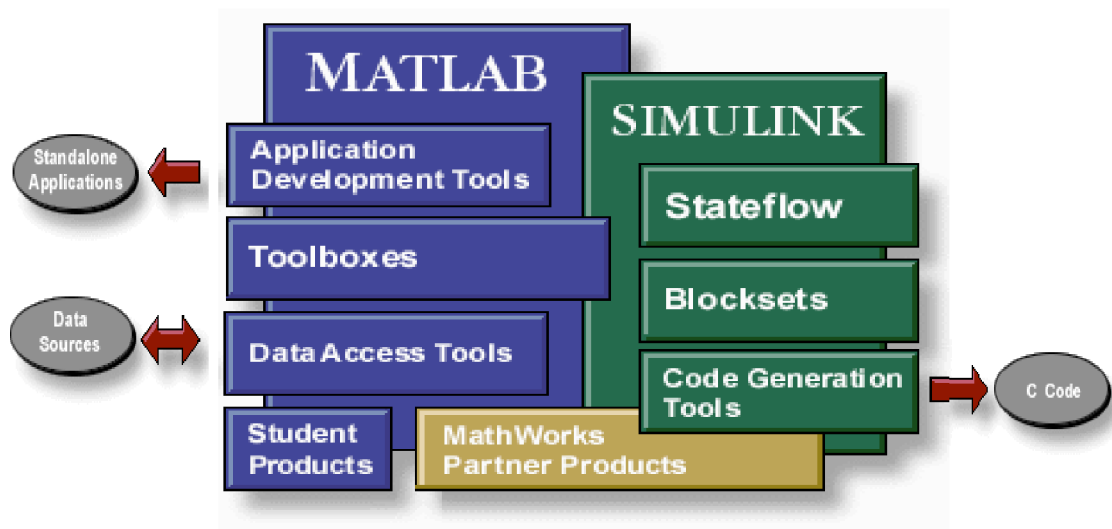 MATLAB
SIMULINK
Standalone
Applications
Application
Development Tools
Stateflow
Toolboxes
Blocksets
Data
Sources
Data Access Tools
Code Generation
Tools
C Code
Student
Products
MathWorks
Partner Products